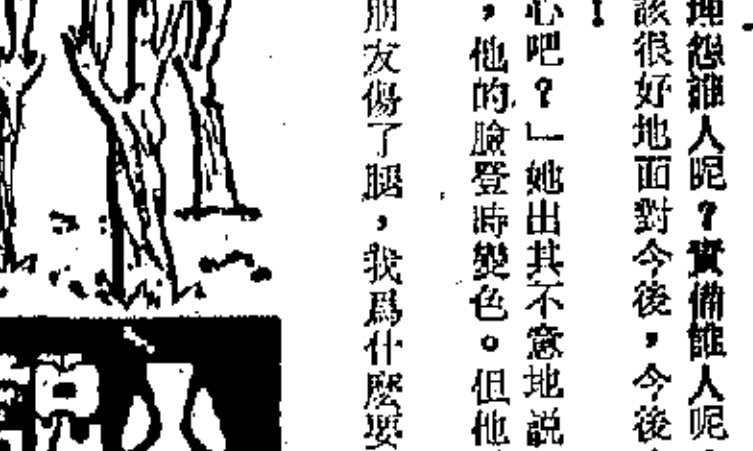 埋怨誰人呢？責備誰人呢
該很好地面對今後，今後
！
心吧？」她出其不意地説
，他的臉登時變色。但他
朋友傷了腿，我爲什麽要